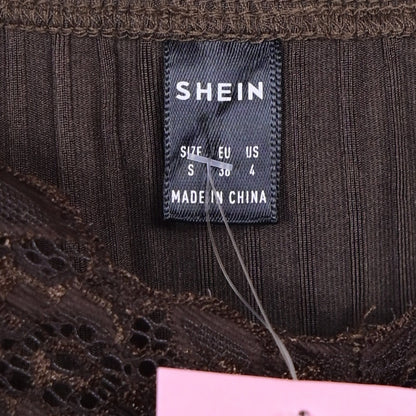 SHEIN
SIZE EU US
S 36 4
MADE IN CHINA